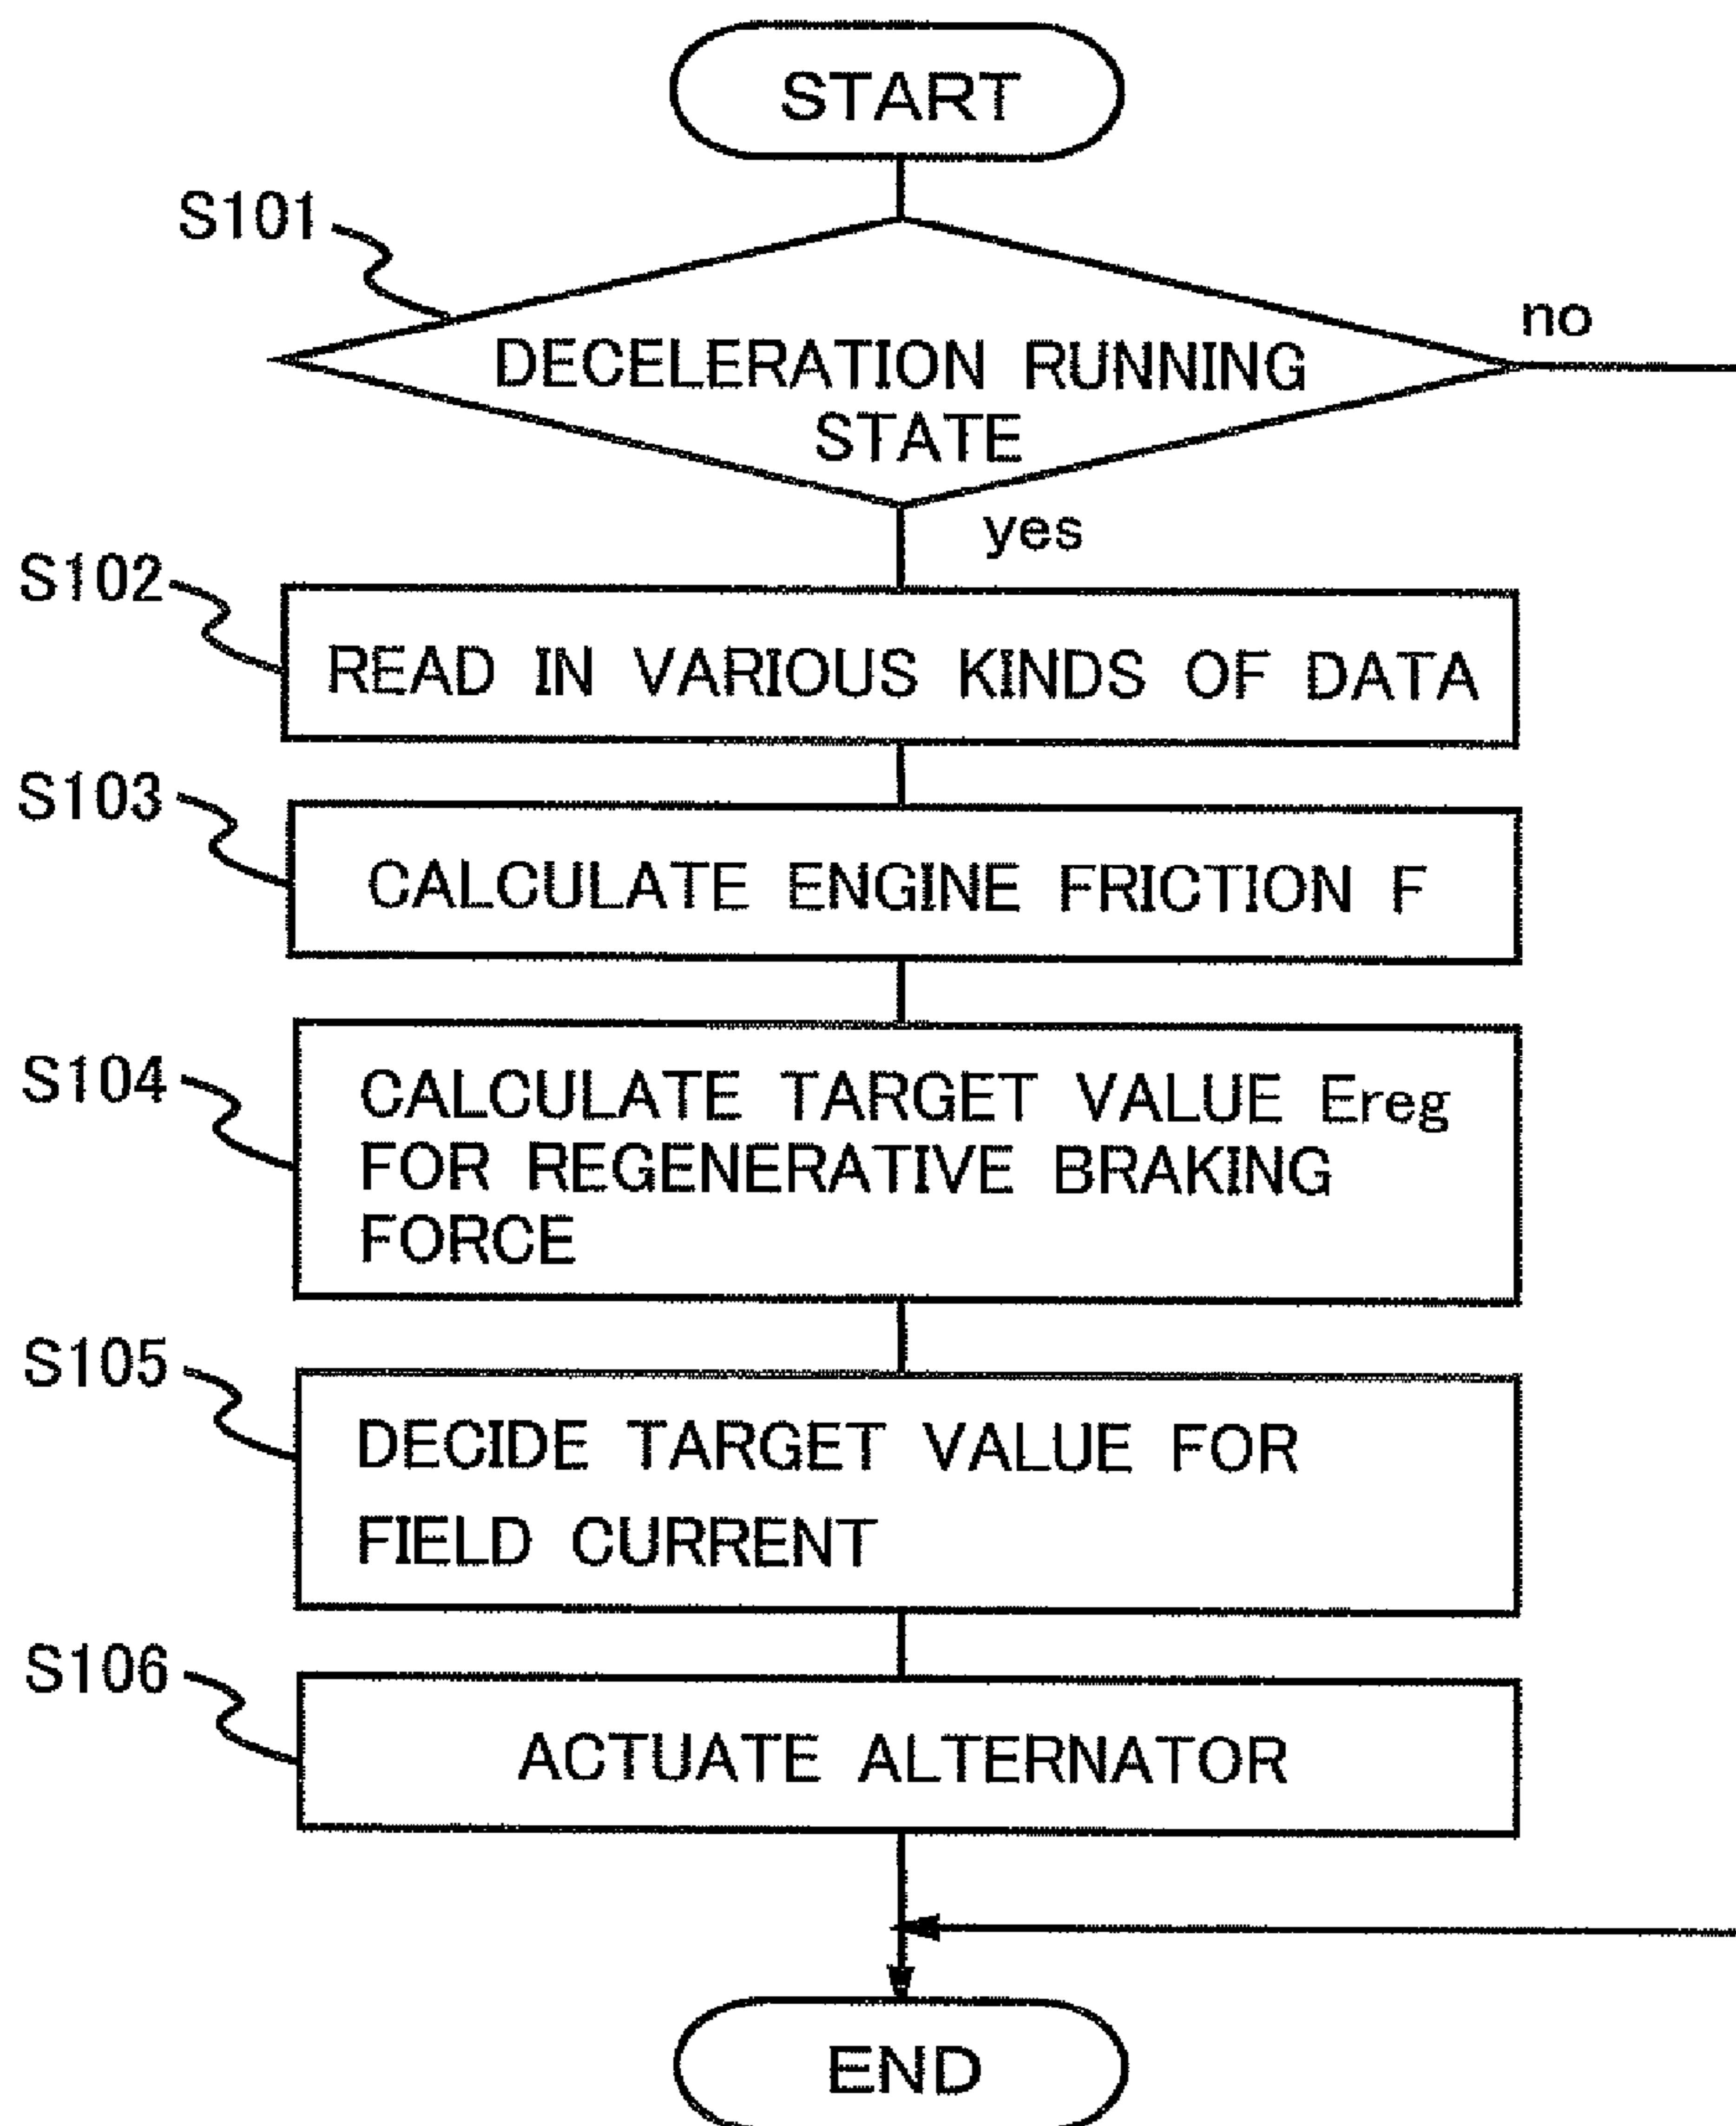 START
S101
no
DECELERATION RUNNING
STATE
yes
S102
READ IN VARIOUS KINDS OF DATA
S103
CALCULATE ENGINE FRICTION F
S104
CALCULATE TARGET VALUE Ereg
FOR REGENERATIVE BRAKING
FORCE
S105
DECIDE TARGET VALUE FOR
FIELD CURRENT
S106
ACTUATE ALTERNATOR
END